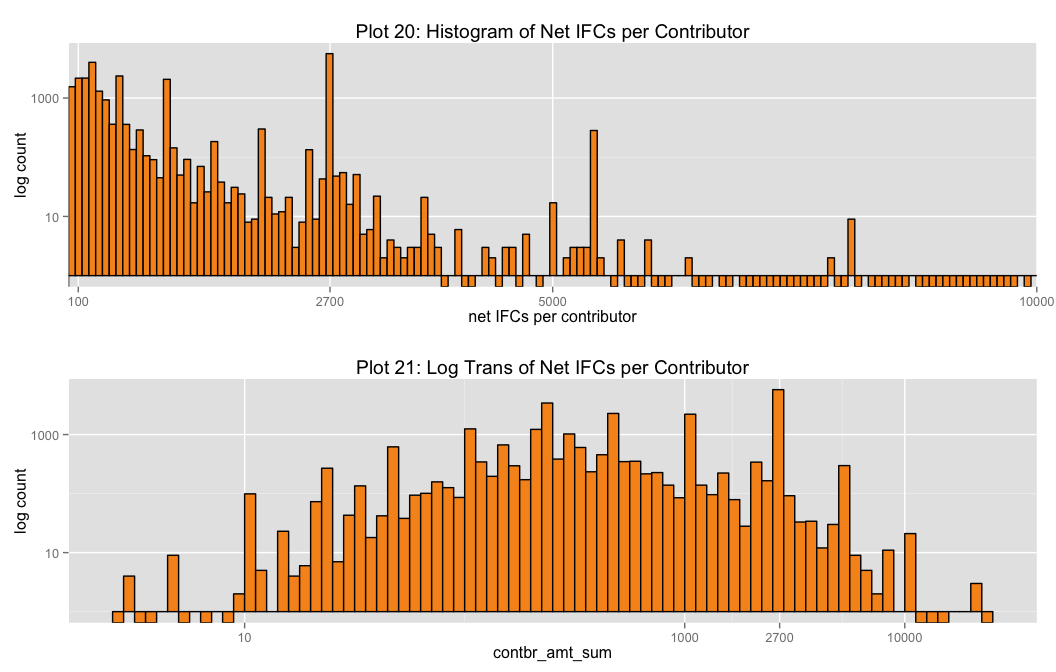 Plot 20: Histogram of Net IFCs per Contributor
log count
1000
10
100
2700
5000
10000
net IFCs per contributor
Plot 21: Log Trans of Net IFCs per Contributor
log count
1000
10
10
1000
2700
10000
contbr_amt_sum